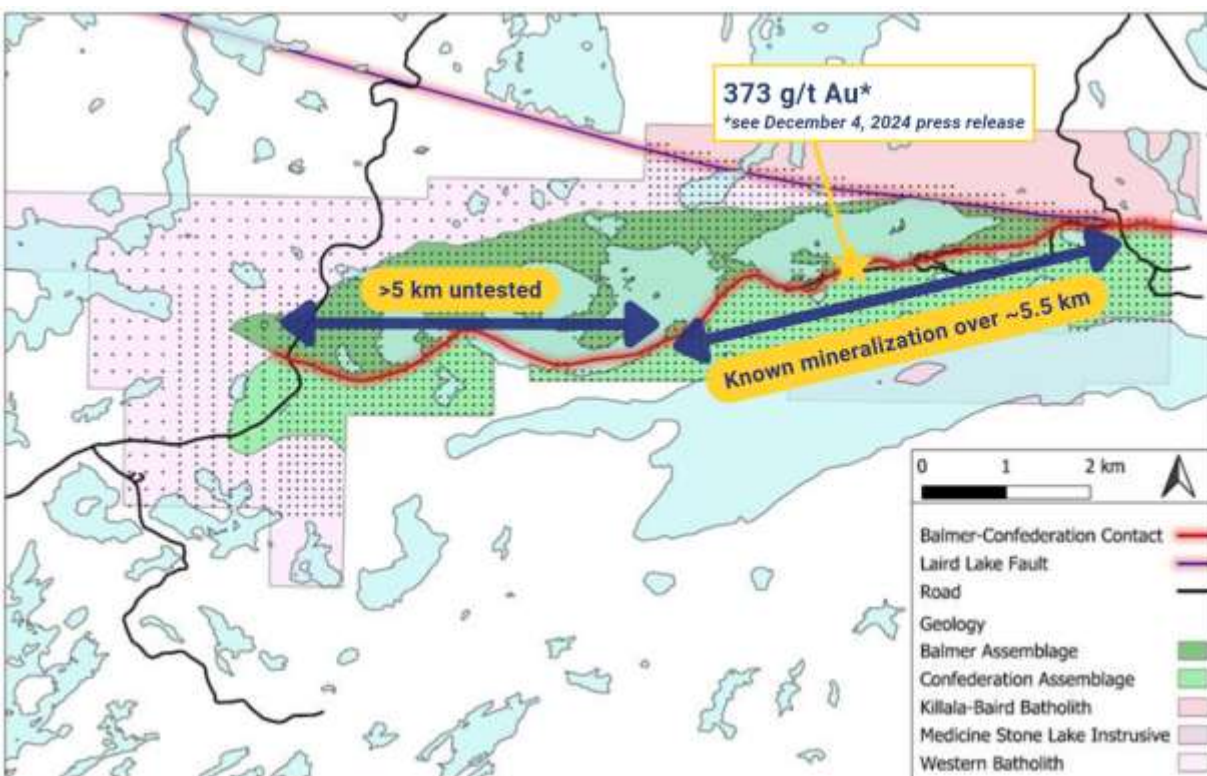 373 g/t Au*
*see December 4, 2024 press release
>5 km untested
Known mineralization over ~5.5 km
0 1 2 km
Balmer-Confederation Contact
Laird Lake Fault
Road
Geology
Balmer Assemblage
Confederation Assemblage
Killala-Baird Batholith
Medicine Stone Lake Instrusive
Western Batholith